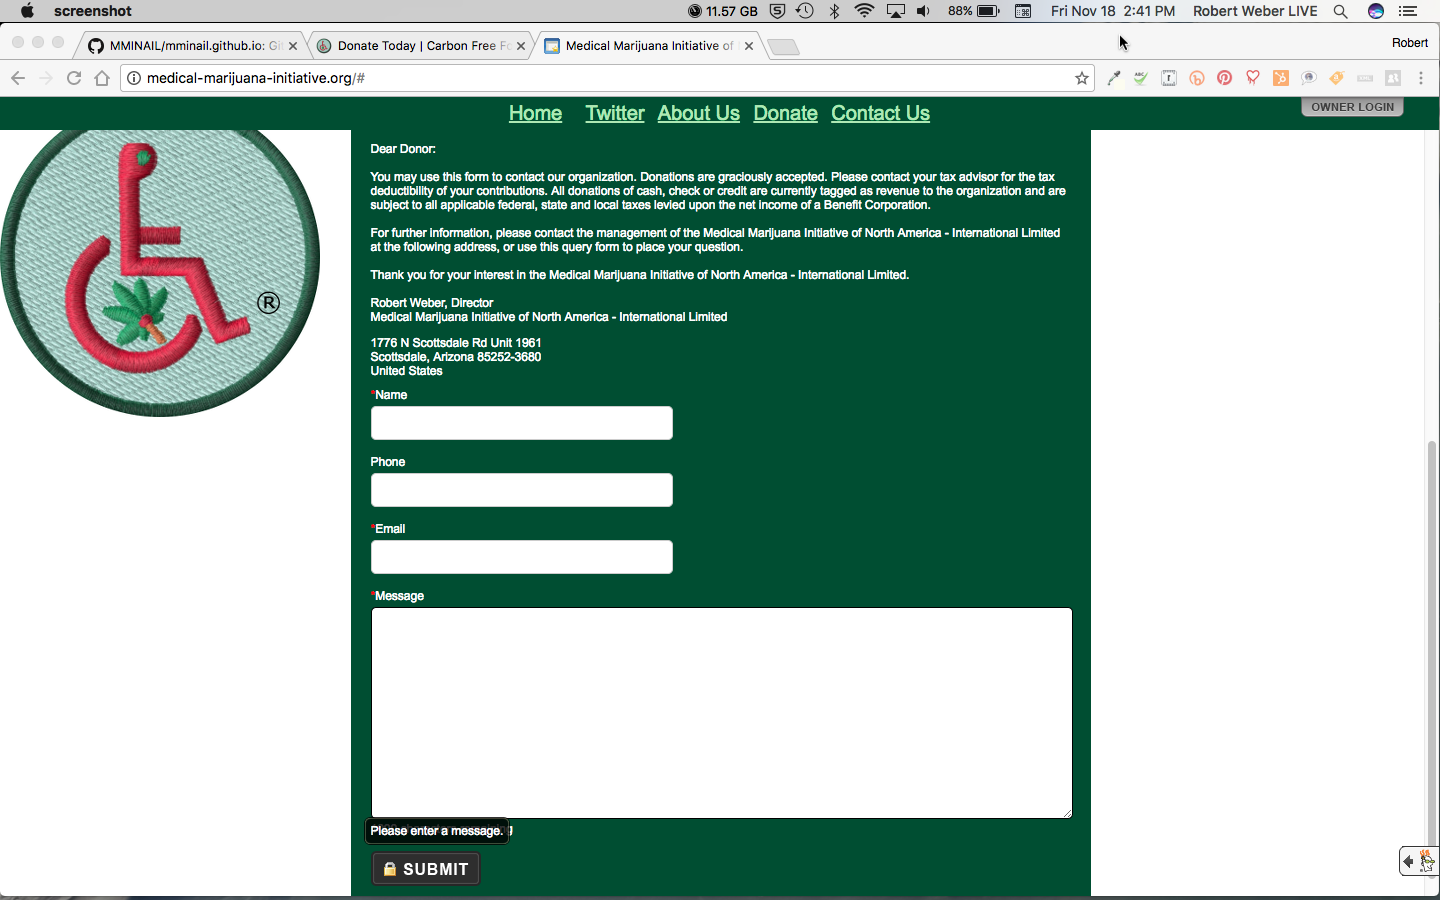 screenshot
11.57 GB
88%
Fri Nov 18 2:41 PM
Robert Weber LIVE
MMINAIL/mminail.github.io: Gi
Donate Today | Carbon Free Fo
Medical Marijuana Initiative of
Robert
medical-marijuana-initiative.org/#
Home Twitter About Us Donate Contact Us
OWNER LOGIN
®
Dear Donor:
You may use this form to contact our organization. Donations are graciously accepted. Please contact your tax advisor for the tax
deductibility of your contributions. All donations of cash, check or credit are currently tagged as revenue to the organization and are
subject to all applicable federal, state and local taxes levied upon the net income of a Benefit Corporation.
For further information, please contact the management of the Medical Marijuana Initiative of North America - International Limited
at the following address, or use this query form to place your question.
Thank you for your interest in the Medical Marijuana Initiative of North America - International Limited.
Robert Weber, Director
Medical Marijuana Initiative of North America - International Limited
1776 N Scottsdale Rd Unit 1961
Scottsdale, Arizona 85252-3680
United States
*Name
Phone
*Email
*Message
Please enter a message.
SUBMIT